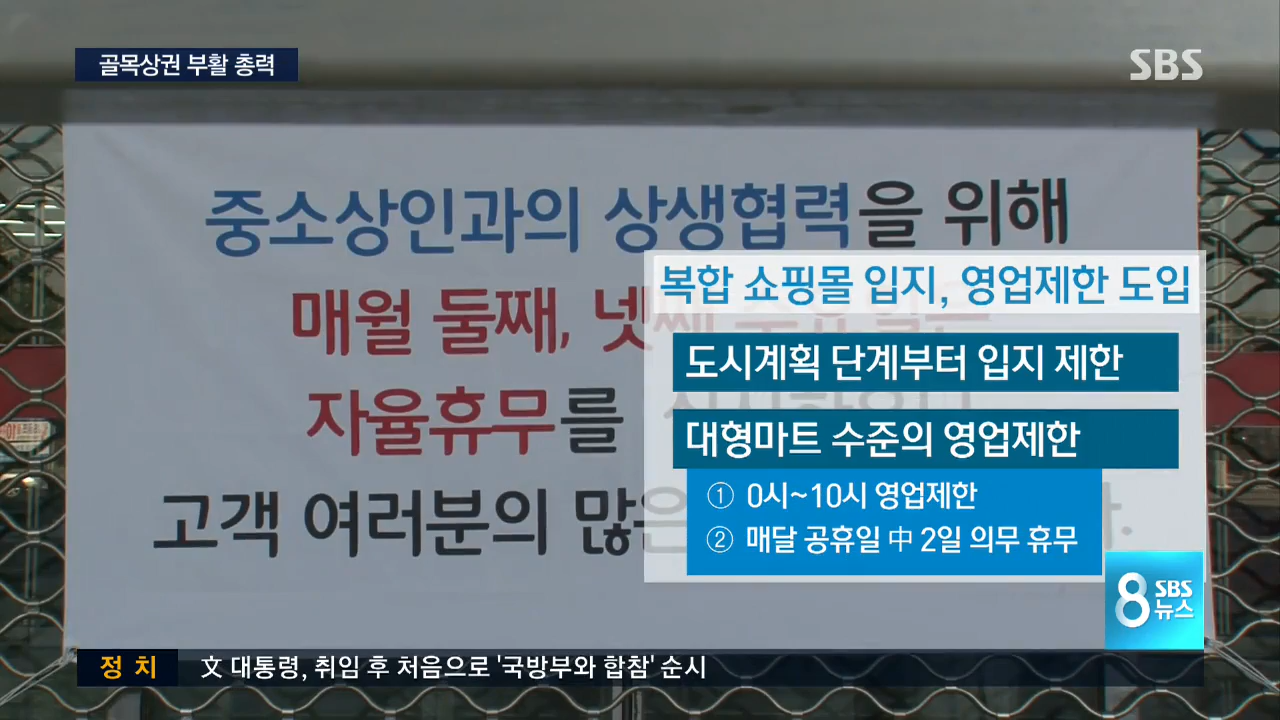 골목상권 부활 총력
SBS
중소상인과의 상생협력을 위해
매월 둘째, 넷째
자율휴무를
고객 여러분의 많은
복합 쇼핑몰 입지, 영업제한 도입
도시계획 단계부터 입지 제한
대형마트 수준의 영업제한
① 0시~10시 영업제한
② 매달 공휴일 中 2일 의무 휴무
8 SBS 뉴스
정 치 文 대통령, 취임 후 처음으로 '국방부와 합참' 순시